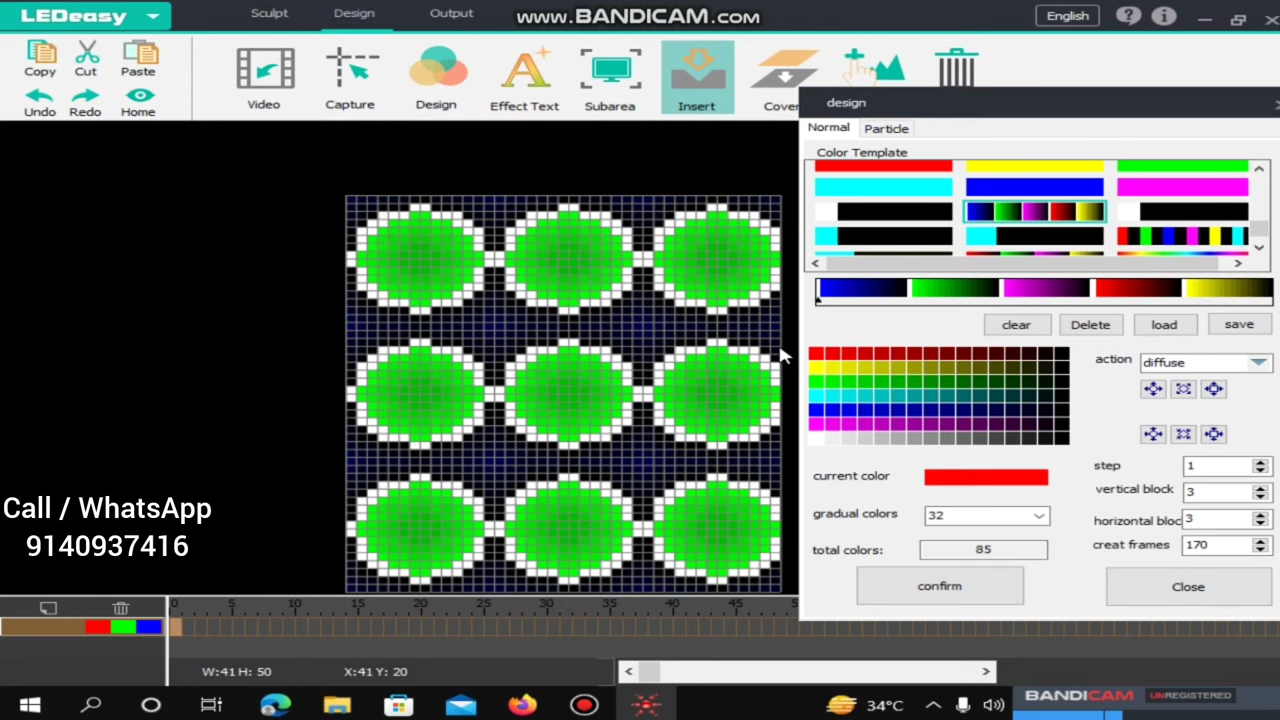 LEDeasy
Sculpt
Design
Output
www.BANDICAM.com
English
Copy
Cut
Paste
Undo
Redo
Home
Video
Capture
Design
Effect Text
Subarea
Insert
Cover
design
Normal
Particle
Color Template
clear
Delete
load
save
action
diffuse
current color
gradual colors
32
total colors:
85
step
1
vertical block
3
horizontal bloc
3
creat frames
170
confirm
Close
Call / WhatsApp
9140937416
0 5 10 15 20 25 30 35 40 45 5
W:41 H: 50
X:41 Y: 20
34°C
BANDICAM UNREGISTERED